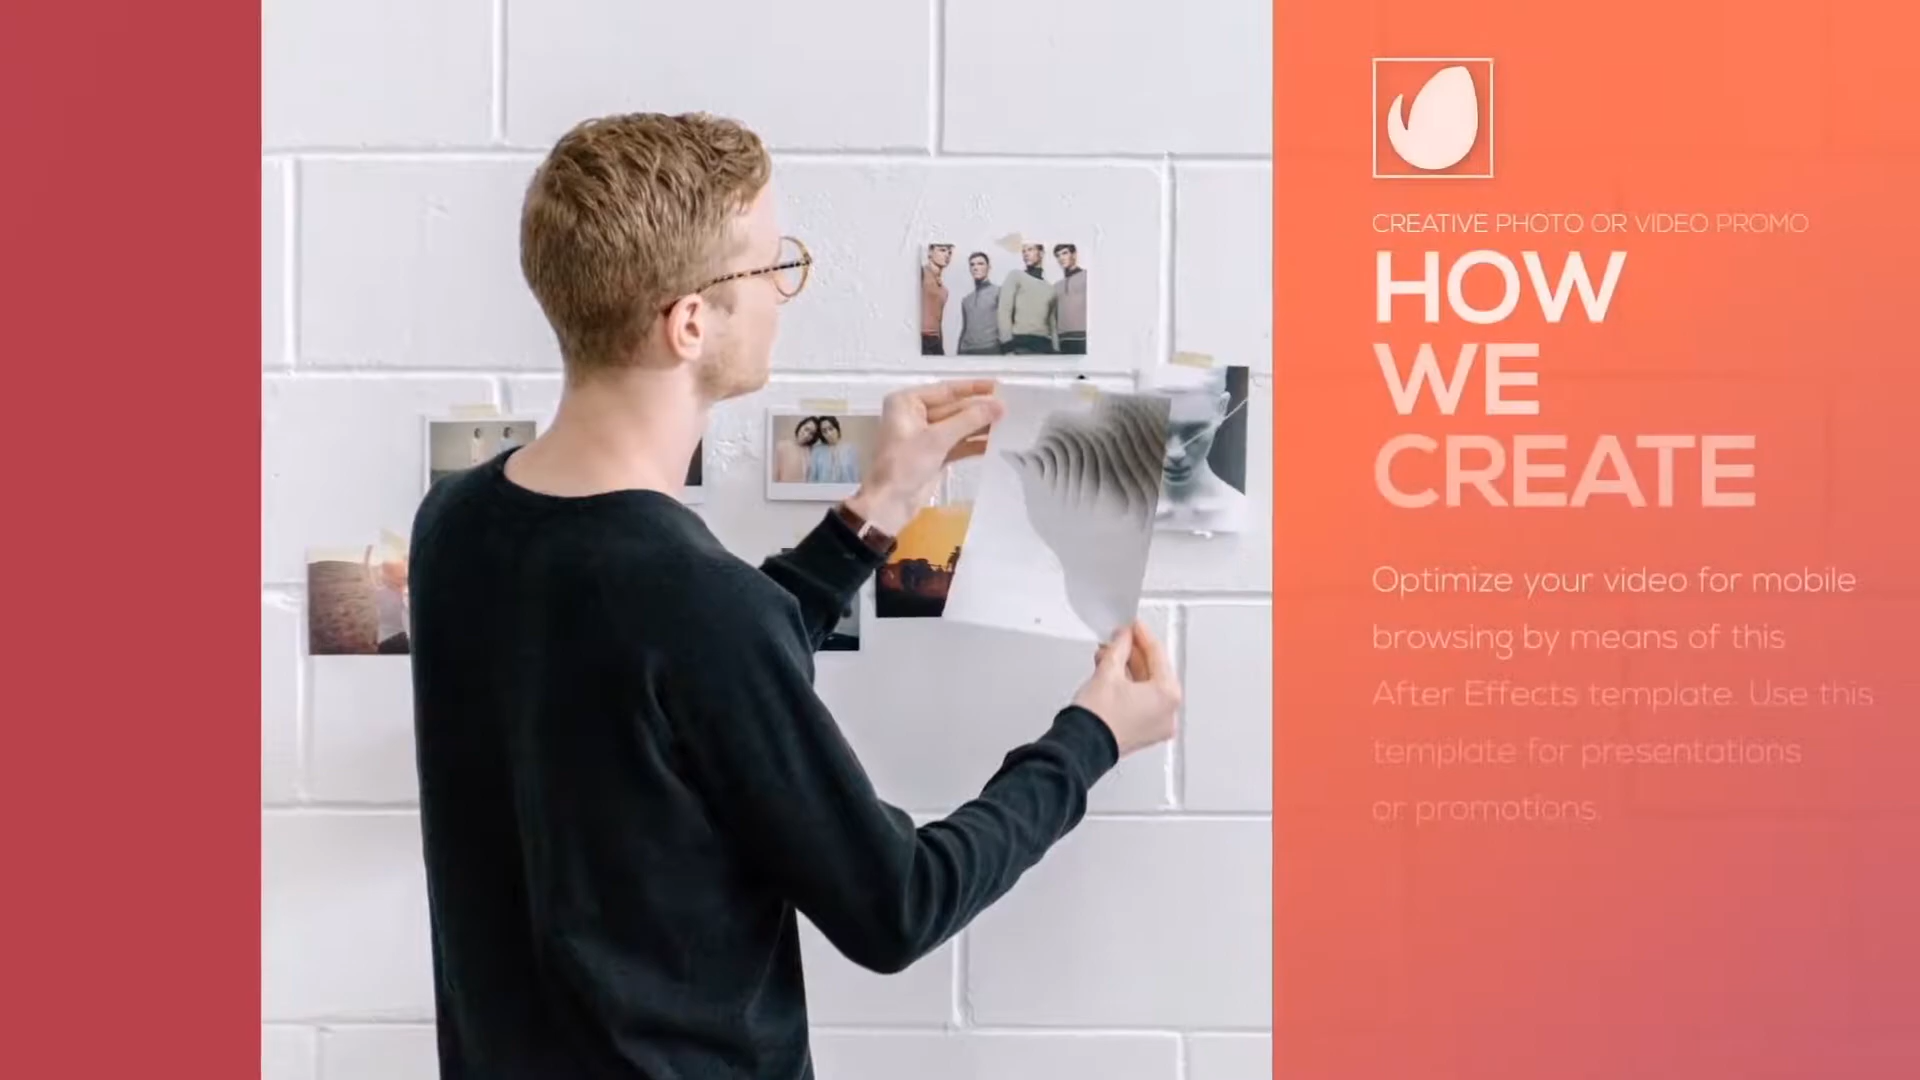 CREATIVE PHOTO OR VIDEO PROMO
HOW
WE
CREATE
Optimize your video for mobile
browsing by means of this
After Effects template. Use this
template for presentations
or promotions.